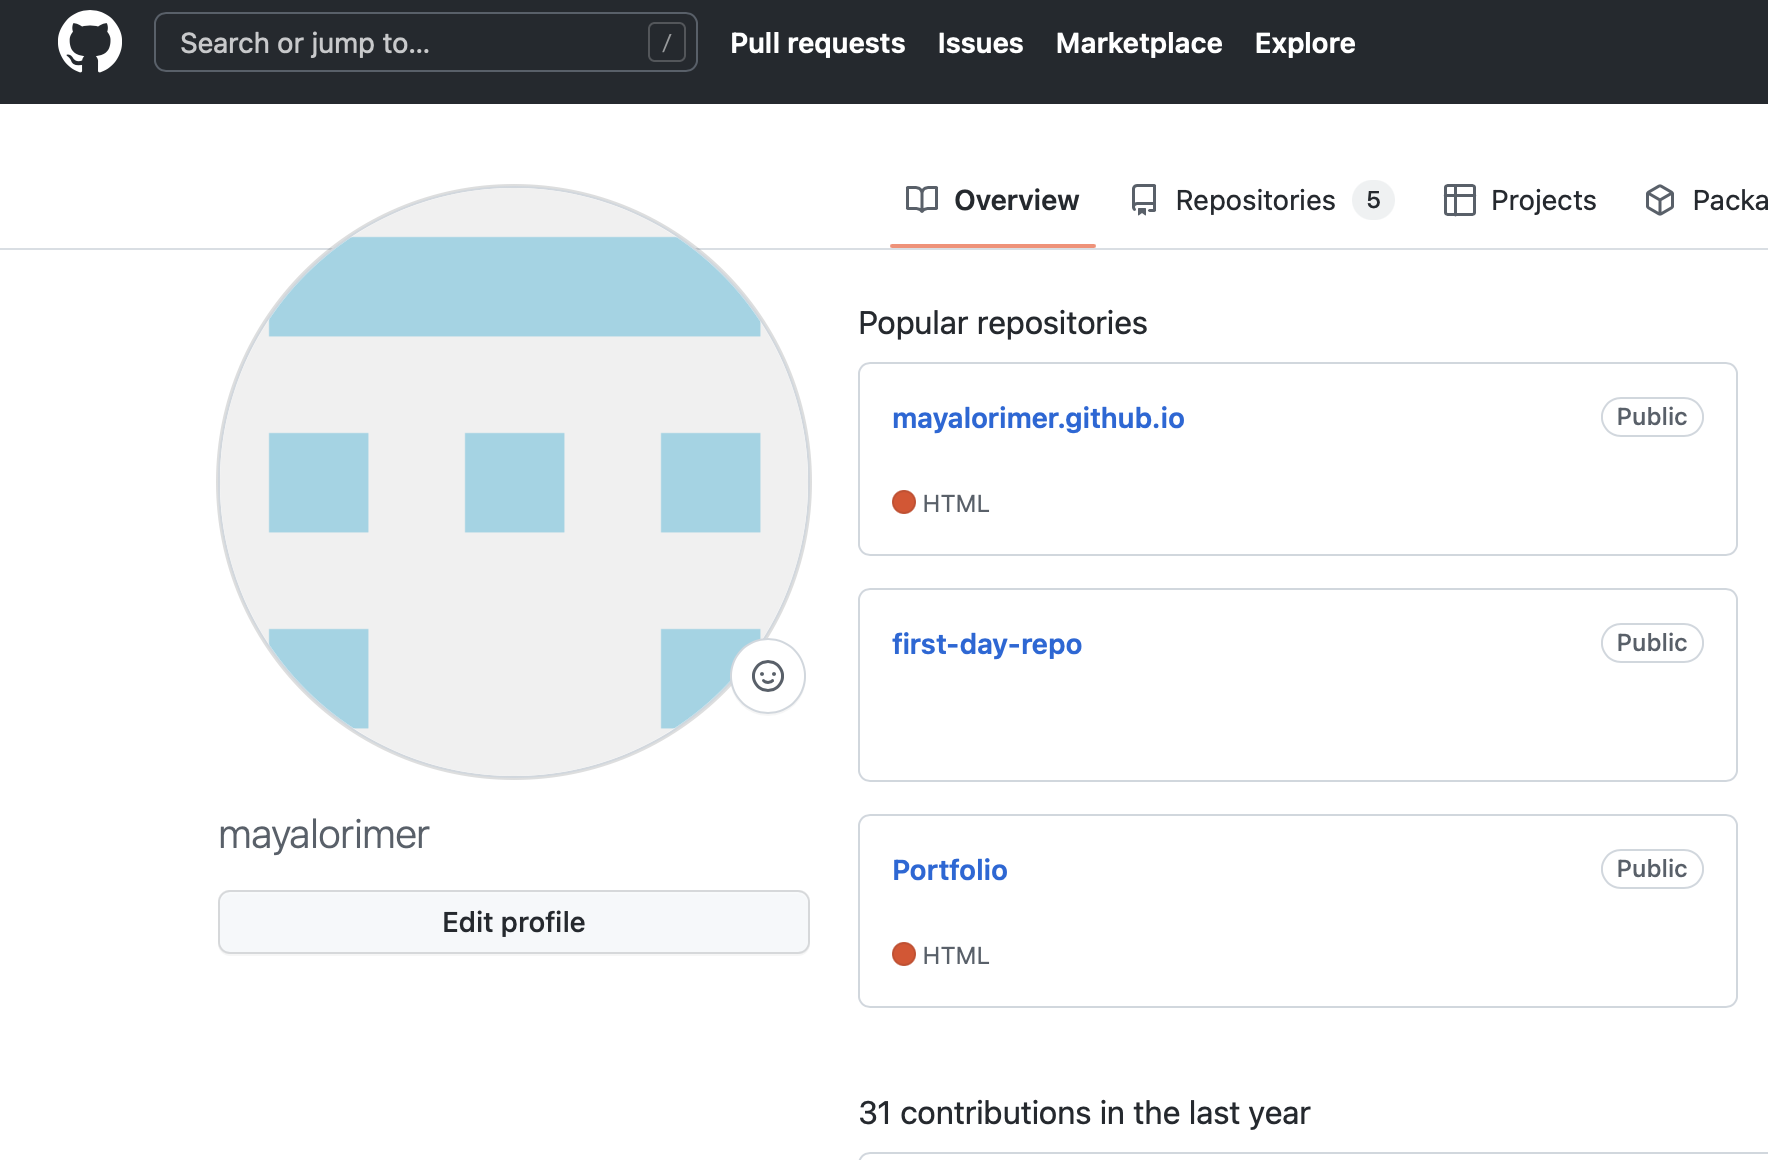 Search or jump to... /
Pull requests Issues Marketplace Explore
Overview Repositories 5 Projects Packa
Popular repositories
mayalorimer.github.io Public
HTML
first-day-repo Public
Portfolio Public
HTML
mayalorimer
Edit profile
31 contributions in the last year